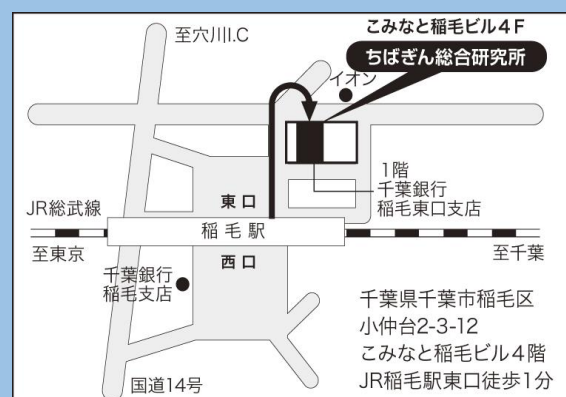 こみなと稲毛ビル4F
ちばぎん総合研究所
至穴川I.C
イオン
1階
千葉銀行
稲毛東口支店
東口
JR総武線
稲毛駅
至東京
至千葉
西口
千葉銀行
稲毛支店
国道14号
千葉県千葉市稲毛区
小仲台2-3-12
こみなと稲毛ビル4階
JR稲毛駅東口徒歩1分